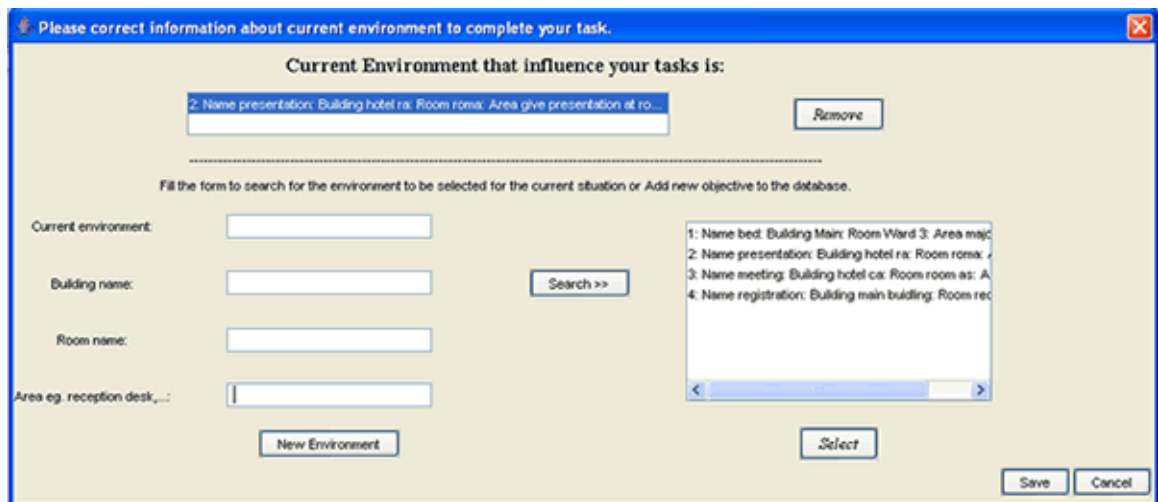 Please correct information about current environment to complete your task.
Current Environment that influence your tasks is:
2: Name presentation: Building hotel ra: Room roma: Area give presentation at ro...
Remove
Fill the form to search for the environment to be selected for the current situation or Add new objective to the database.
Current environment:
1: Name bed: Building Main: Room Ward 3: Area majo
2: Name presentation: Building hotel ra: Room roma:
3: Name meeting: Building hotel ca: Room room as: A
4: Name registration: Building main buidling: Room rec
Building name:
Search >>
Room name:
Area eg. reception desk,...:
New Environment
Select
Save
Cancel